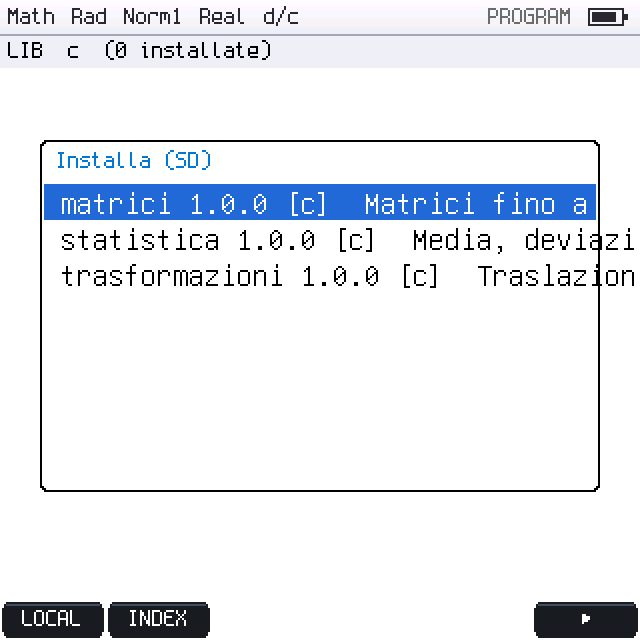 Math Rad Norm1 Real d/c PROGRAM
LIB c (0 installate)
Installa (SD)
matrici 1.0.0 [c] Matrici fino a
statistica 1.0.0 [c] Media, deviazi
trasformazioni 1.0.0 [c] Traslazion
LOCAL INDEX